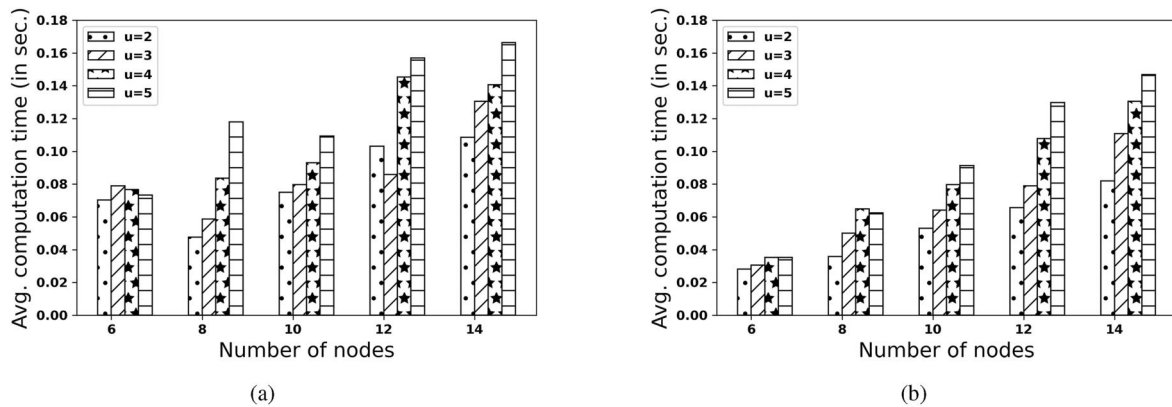 Avg. computation time (in sec.)
0.18
0.16
0.14
0.12
0.10
0.08
0.06
0.04
0.02
0.00
u=2
u=3
u=4
u=5
6 8 10 12 14
Number of nodes
(a)
Avg. computation time (in sec.)
0.18
0.16
0.14
0.12
0.10
0.08
0.06
0.04
0.02
0.00
u=2
u=3
u=4
u=5
6 8 10 12 14
Number of nodes
(b)